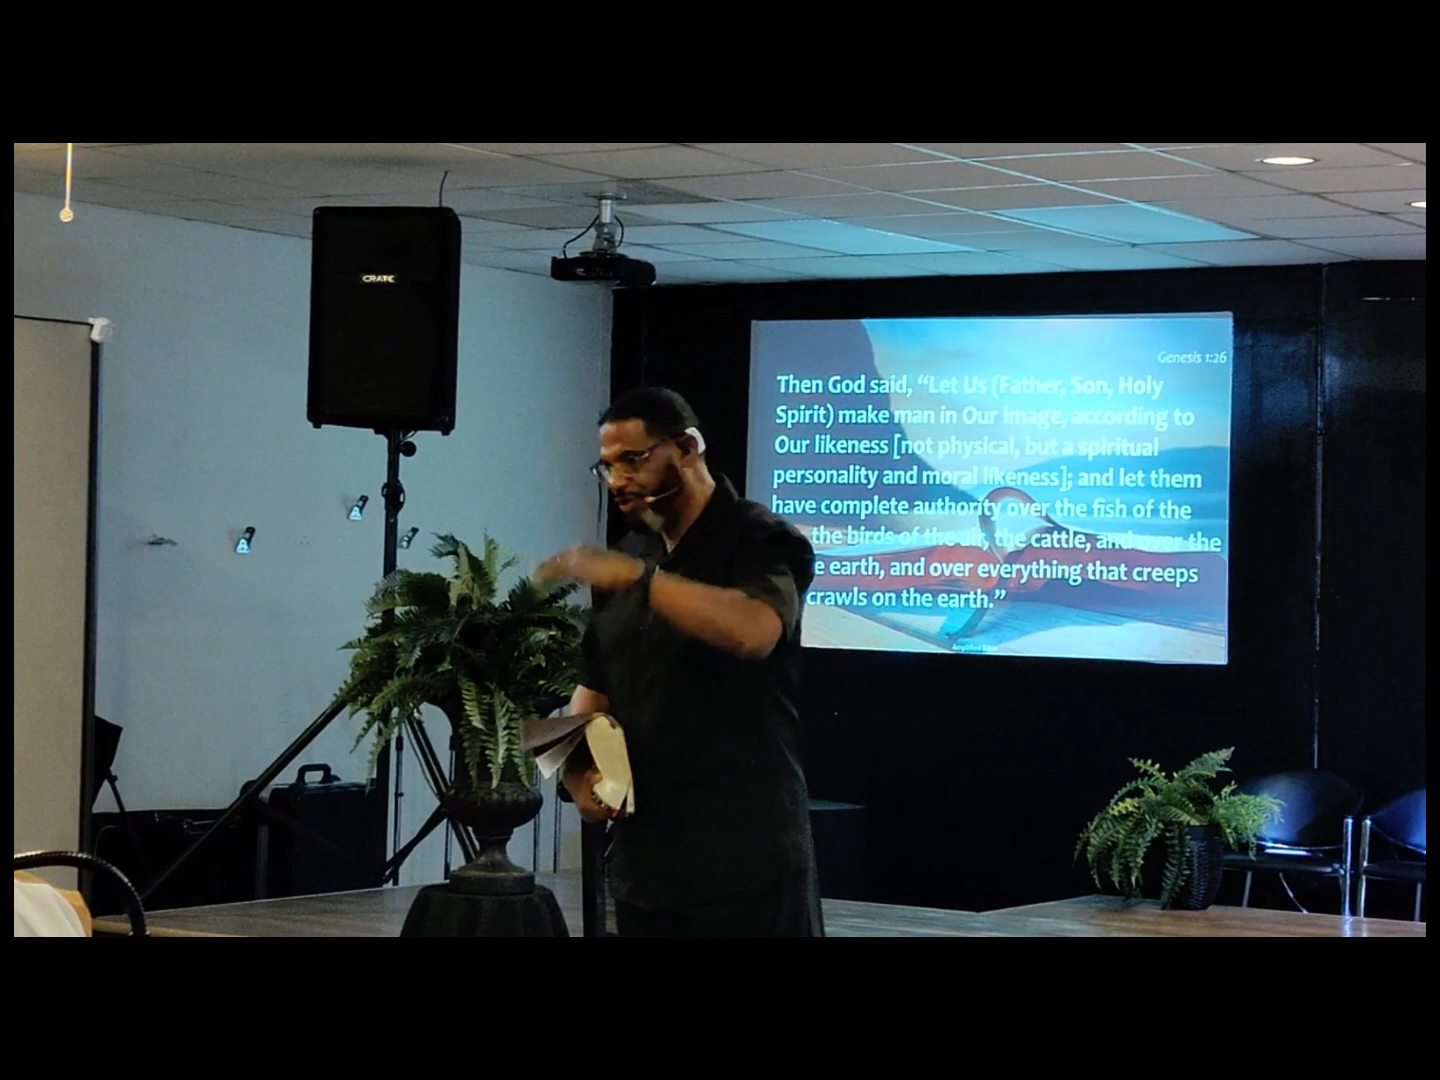 CRATE
Genesis 1:26
Then God said, “Let Us (Father, Son, Holy
Spirit) make man in Our image, according to
Our likeness [not physical, but a spiritual
personality and moral likeness]; and let them
have complete authority over the fish of the
the birds of the air, the cattle, and over the
e earth, and over everything that creeps
crawls on the earth.”
Amplified Bible